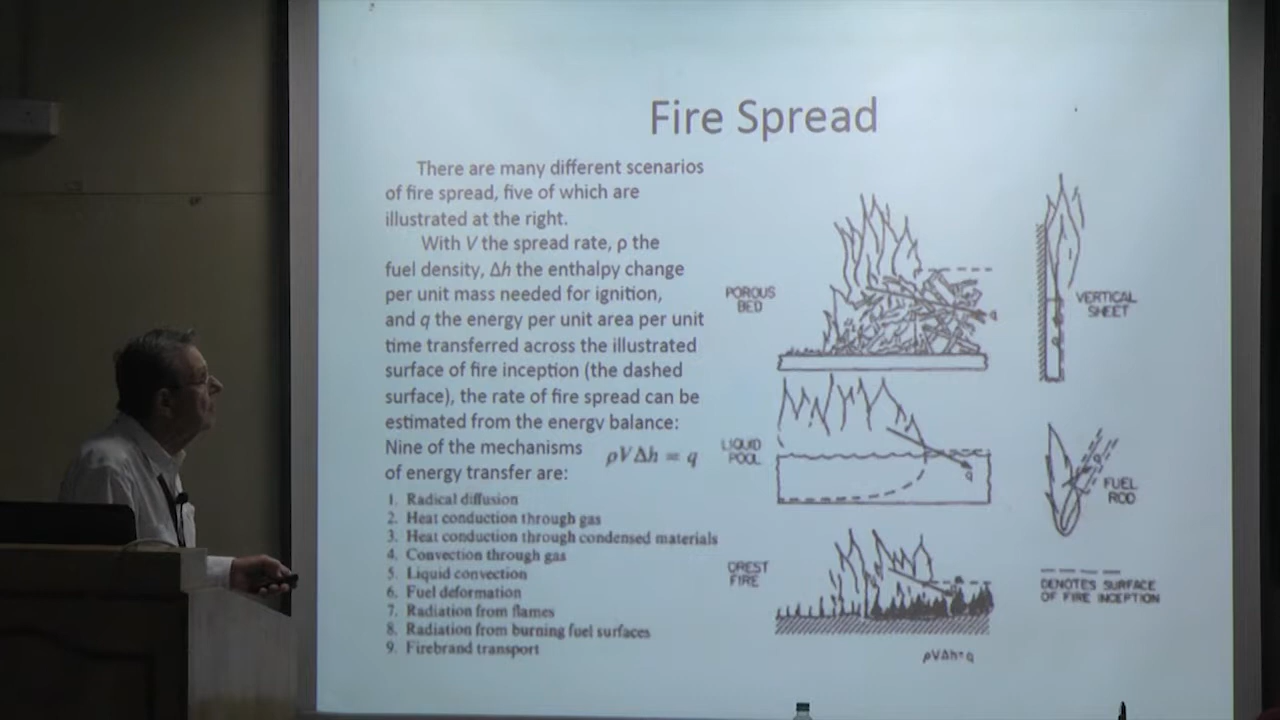 Fire Spread
There are many different scenarios
of fire spread, five of which are
illustrated at the right.
With V the spread rate, ρ the
fuel density, Δh the enthalpy change
per unit mass needed for ignition,
and q the energy per unit area per unit
time transferred across the illustrated
surface of fire inception (the dashed
surface), the rate of fire spread can be
estimated from the energy balance:
Nine of the mechanisms
of energy transfer are:
ρVΔh = q
1. Radical diffusion
2. Heat conduction through gas
3. Heat conduction through condensed materials
4. Convection through gas
5. Liquid convection
6. Fuel deformation
7. Radiation from flames
8. Radiation from burning fuel surfaces
9. Firebrand transport
POROUS
BED
q
VERTICAL
SHEET
q
LIQUID
POOL
q
FUEL
ROD
q
CREST
FIRE
DENOTES SURFACE
OF FIRE INCEPTION
ρVΔh=q